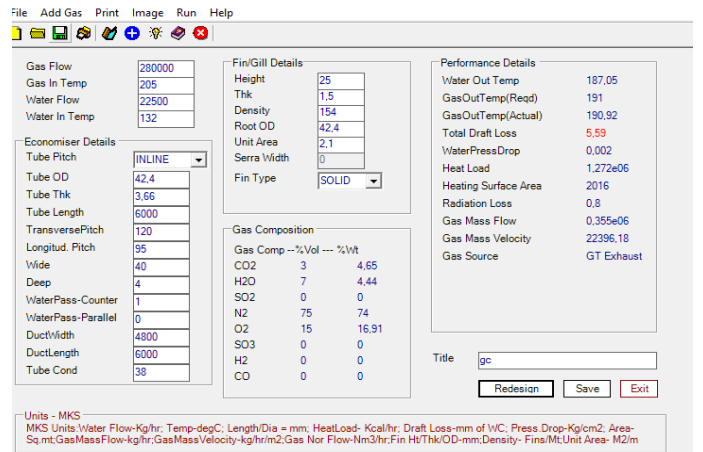 File Add Gas Print Image Run Help
Gas Flow 280000
Gas In Temp 205
Water Flow 22500
Water In Temp 132
Economiser Details
Tube Pitch INLINE
Tube OD 42,4
Tube Thk 3,66
Tube Length 6000
TransversePitch 120
Longitud. Pitch 95
Wide 40
Deep 4
WaterPass-Counter 1
WaterPass-Parallel 0
DuctWidth 4800
DuctLength 6000
Tube Cond 38
Fin/Gill Details
Height 25
Thk 1,5
Density 154
Root OD 42,4
Unit Area 2,1
Serra Width 0
Fin Type SOLID
Gas Composition
Gas Comp --%Vol --- %Wt
CO2 3 4,65
H2O 7 4,44
SO2 0 0
N2 75 74
O2 15 16,91
SO3 0 0
H2 0 0
CO 0 0
Performance Details
Water Out Temp 187,05
GasOutTemp(Reqd) 191
GasOutTemp(Actual) 190,92
Total Draft Loss 5,59
WaterPressDrop 0,002
Heat Load 1,272e06
Heating Surface Area 2016
Radiation Loss 0,8
Gas Mass Flow 0,355e06
Gas Mass Velocity 22396,18
Gas Source GT Exhaust
Title gc
Redesign Save Exit
Units - MKS
MKS Units:Water Flow-Kg/hr; Temp-degC; Length/Dia = mm; HeatLoad- Kcal/hr; Draft Loss-mm of WC; Press.Drop-Kg/cm2; Area-
Sq.mt;GasMassFlow-kg/hr;GasMassVelocity-kg/hr/m2;Gas Nor Flow-Nm3/hr;Fin Ht/Thk/OD-mm;Density- Fins/Mt;Unit Area- M2/m